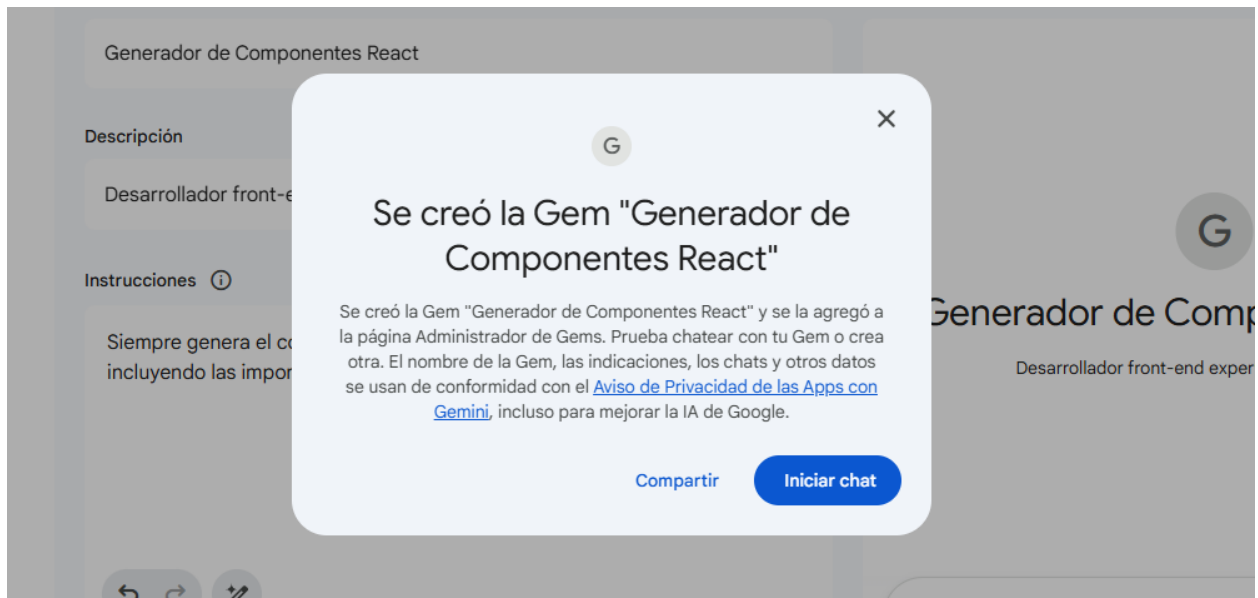 Generador de Componentes React
Descripción
Desarrollador front-e
Instrucciones
Siempre genera el co
incluyendo las impor
G
Se creó la Gem "Generador de
Componentes React"
Se creó la Gem "Generador de Componentes React" y se la agregó a
la página Administrador de Gems. Prueba chatear con tu Gem o crea
otra. El nombre de la Gem, las indicaciones, los chats y otros datos
se usan de conformidad con el Aviso de Privacidad de las Apps con
Gemini, incluso para mejorar la IA de Google.
Compartir
Iniciar chat
G
Generador de Comp
Desarrollador front-end exper